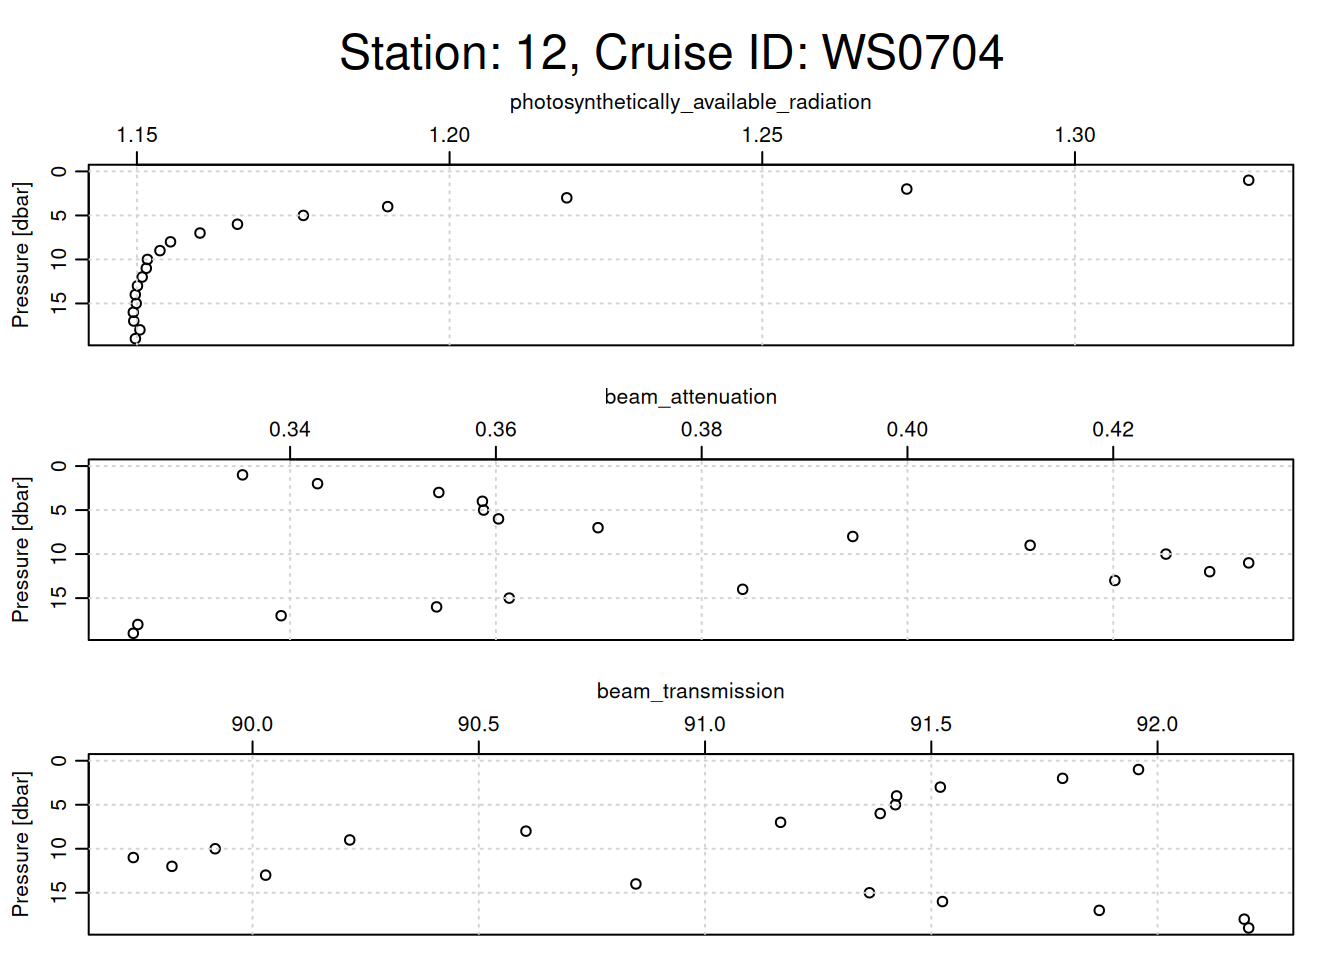 Station: 12, Cruise ID: WS0704
photosynthetically_available_radiation
1.15 1.20 1.25 1.30
Pressure [dbar]
0
5
10
15
beam_attenuation
0.34 0.36 0.38 0.40 0.42
Pressure [dbar]
0
5
10
15
beam_transmission
90.0 90.5 91.0 91.5 92.0
Pressure [dbar]
0
5
10
15